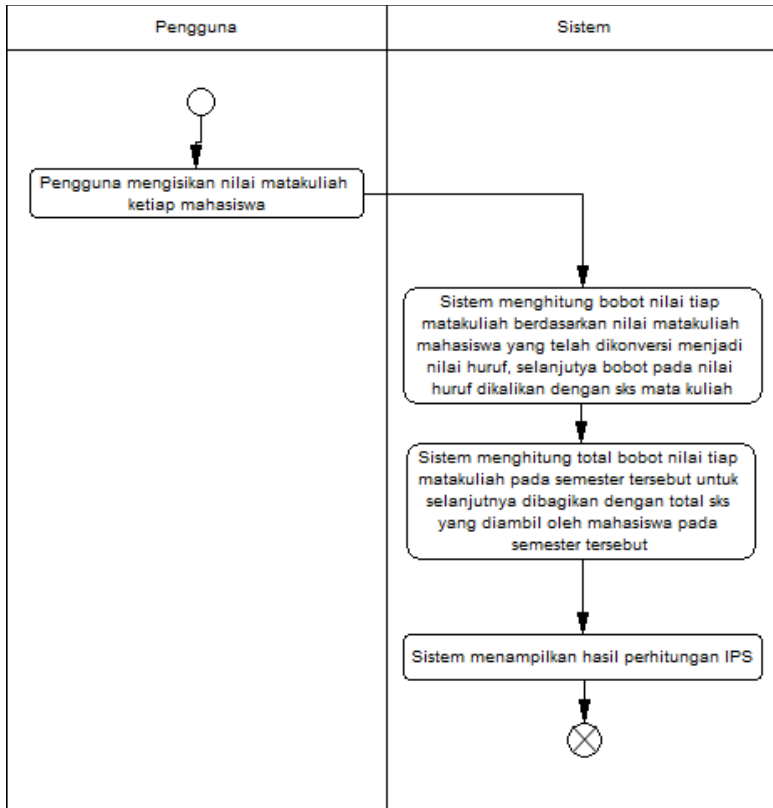 Pengguna
Sistem
Pengguna mengisikan nilai matakuliah
ketiap mahasiswa
Sistem menghitung bobot nilai tiap
matakuliah berdasarkan nilai matakuliah
mahasiswa yang telah dikonversi menjadi
nilai huruf, selanjutya bobot pada nilai
huruf dikalikan dengan sks mata kuliah
Sistem menghitung total bobot nilai tiap
matakuliah pada semester tersebut untuk
selanjutnya dibagikan dengan total sks
yang diambil oleh mahasiswa pada
semester tersebut
Sistem menampilkan hasil perhitungan IPS